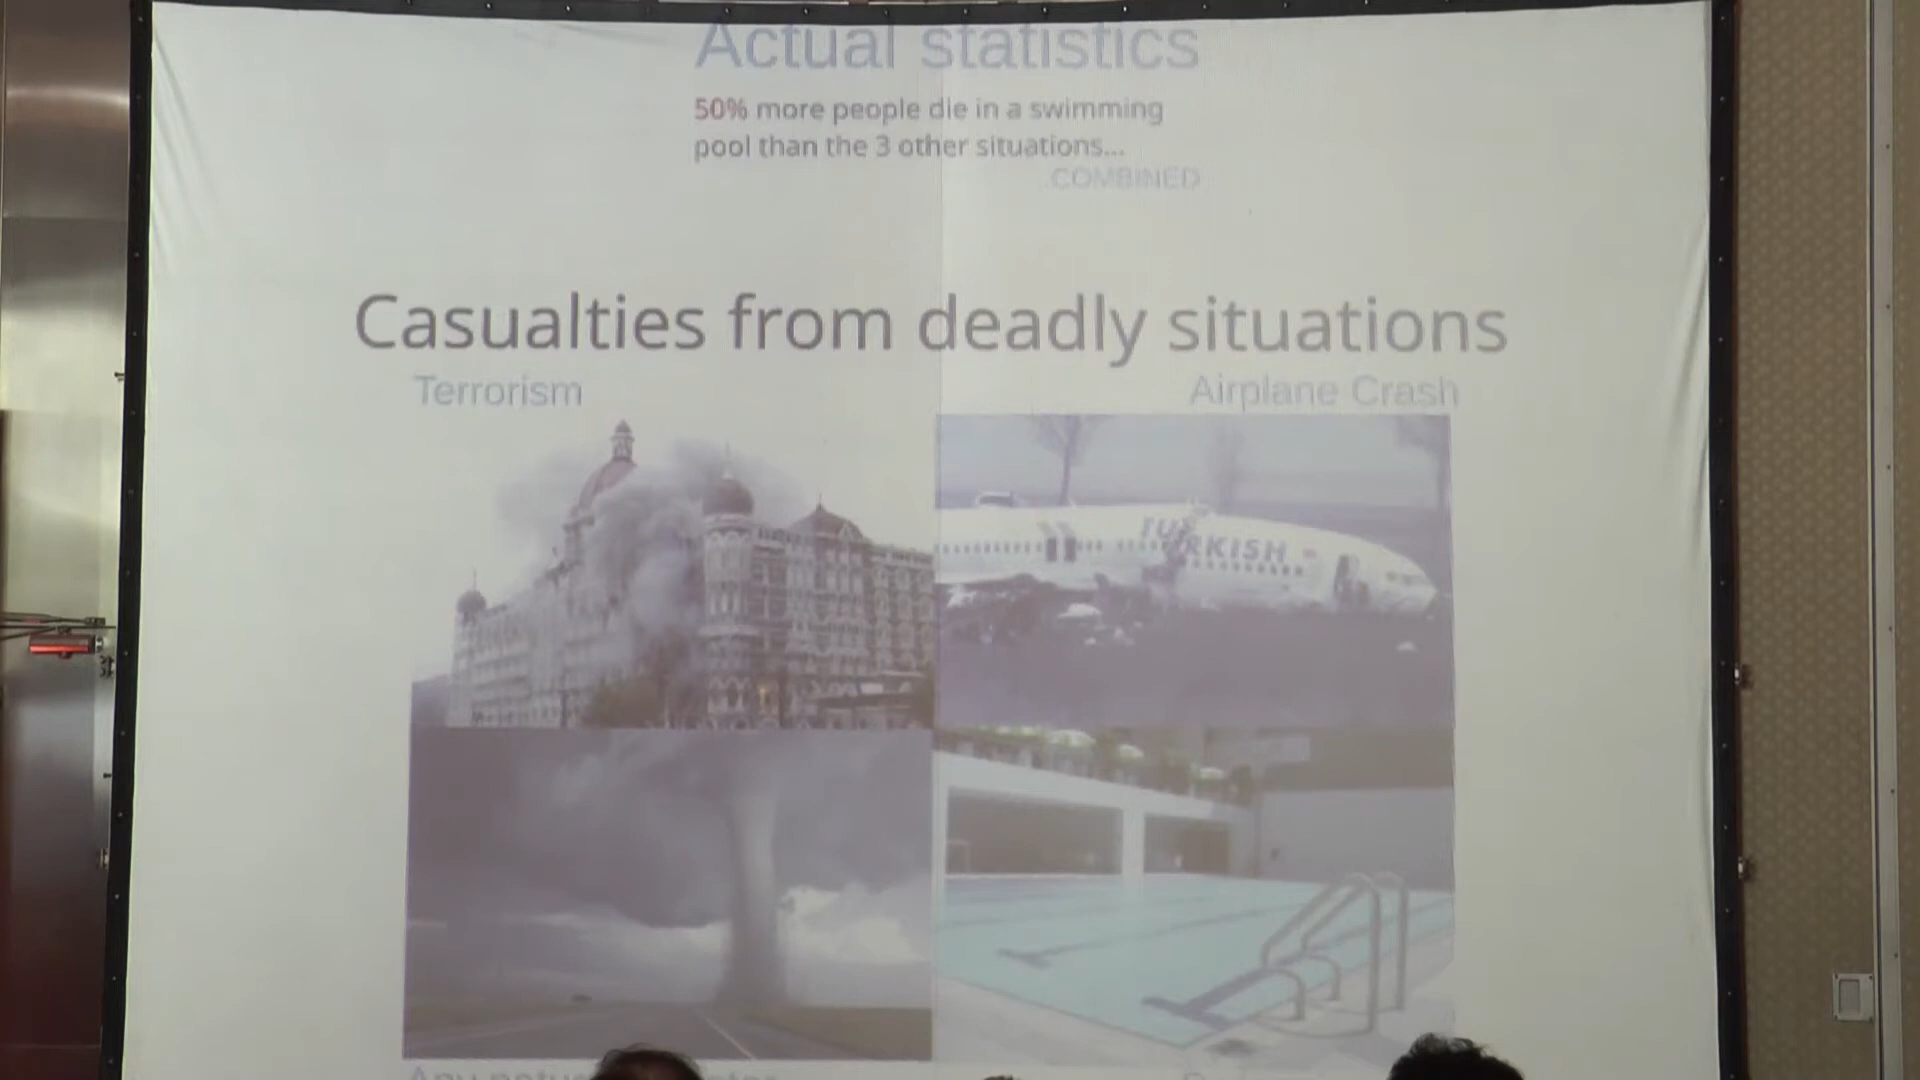 Actual statistics
50% more people die in a swimming
pool than the 3 other situations...
COMBINED
Casualties from deadly situations
Terrorism
Airplane Crash
TURKISH